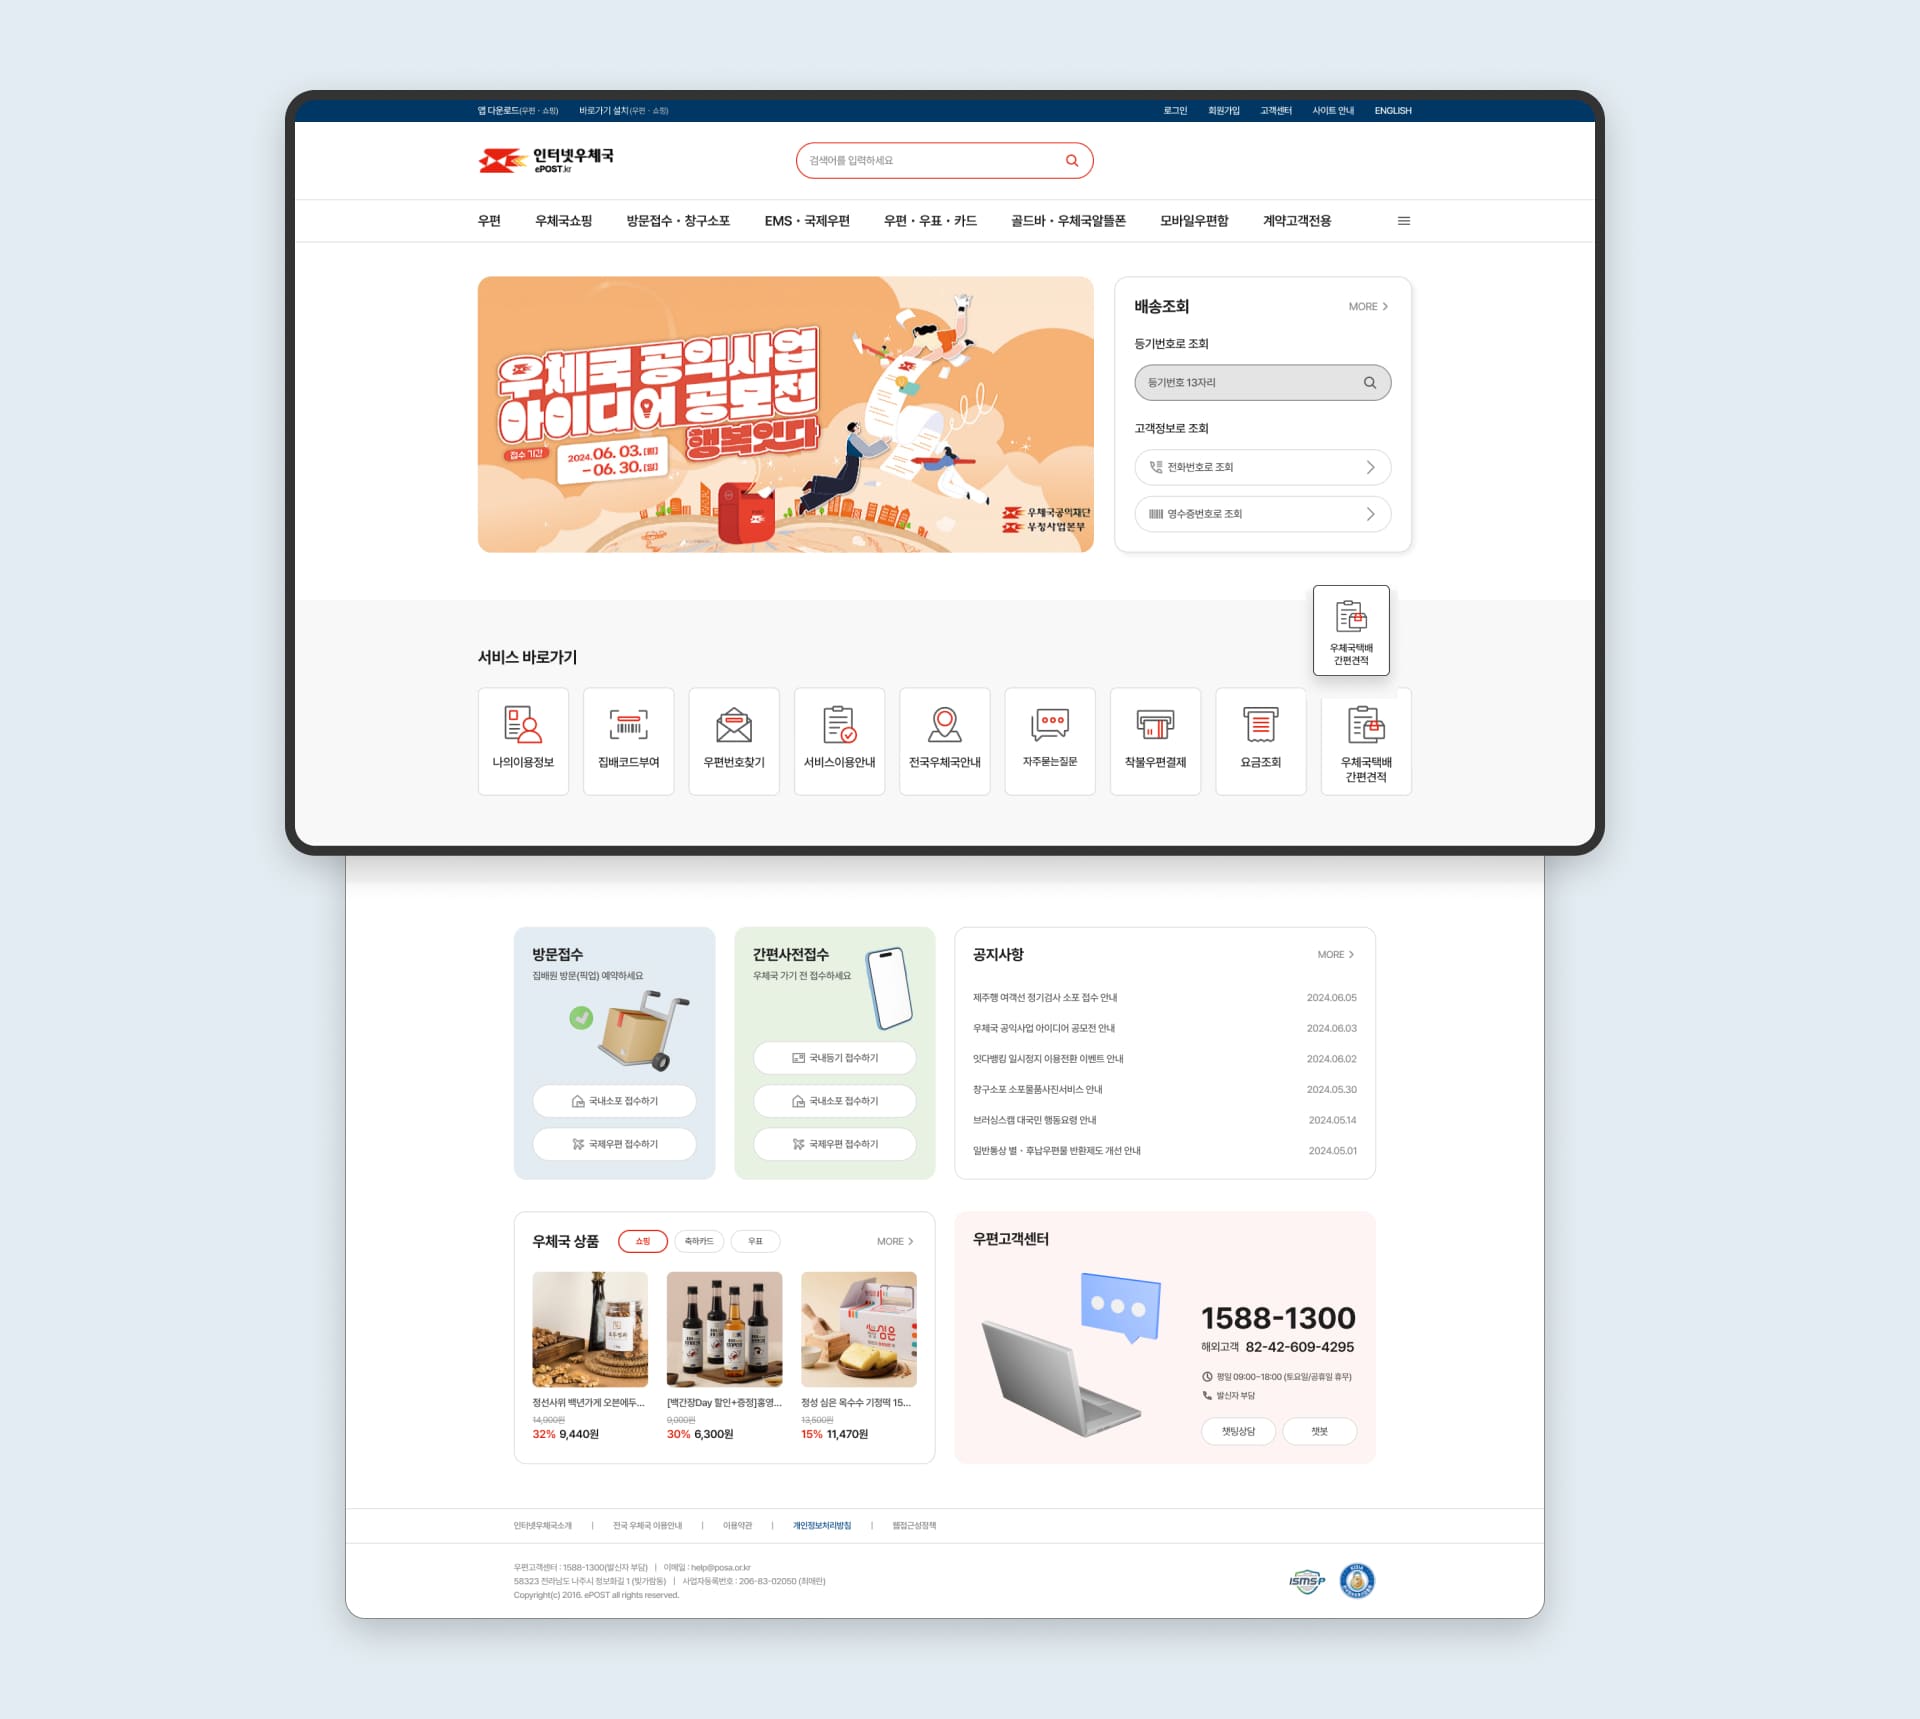 앱 다운로드(우편 · 쇼핑)
바로가기 설치(우편 · 쇼핑)
로그인
회원가입
고객센터
사이트 안내
ENGLISH
인터넷우체국
ePOST.kr
검색어를 입력하세요
우편
우체국쇼핑
방문접수 · 창구소포
EMS · 국제우편
우편 · 우표 · 카드
골드바 · 우체국알뜰폰
모바일우편함
계약고객전용
우체국 공익사업
아이디어 공모전
행복잇다
접수 기간
2024.06. 03.[월]
– 06. 30.[일]
POST
우체국공익재단
우정사업본부
배송조회
MORE
등기번호로 조회
등기번호 13자리
고객정보로 조회
전화번호로 조회
영수증번호로 조회
우체국택배
간편견적
서비스 바로가기
나의이용정보
집배코드부여
우편번호찾기
서비스이용안내
전국우체국안내
자주묻는질문
착불우편결제
요금조회
우체국택배
간편견적
방문접수
집배원 방문(픽업) 예약하세요
국내소포 접수하기
국제우편 접수하기
간편사전접수
우체국 가기 전 접수하세요
국내등기 접수하기
국내소포 접수하기
국제우편 접수하기
공지사항
MORE
제주행 여객선 정기검사 소포 접수 안내
2024.06.05
우체국 공익사업 아이디어 공모전 안내
2024.06.03
잇다뱅킹 일시정지 이용전환 이벤트 안내
2024.06.02
창구소포 소포물품사진서비스 안내
2024.05.30
브러싱스캠 대국민 행동요령 안내
2024.05.14
일반통상 별 · 후납우편물 반환제도 개선 안내
2024.05.01
우체국 상품
쇼핑
축하카드
우표
MORE
심은
정선사위 백년가게 오븐에두...
14,900원
32% 9,440원
[백간장Day 할인+증정]홍영...
9,000원
30% 6,300원
정성 심은 옥수수 기정떡 15...
13,500원
15% 11,470원
우편고객센터
1588-1300
해외고객 82-42-609-4295
평일 09:00~18:00 (토요일/공휴일 휴무)
발신자 부담
챗팅상담
챗봇
인터넷우체국소개
전국 우체국 이용안내
이용약관
개인정보처리방침
웹접근성정책
우편고객센터 : 1588-1300(발신자 부담) | 이메일 : help@posa.or.kr
58323 전라남도 나주시 정보화길 1 (빛가람동) | 사업자등록번호 : 206-83-02050 (최애란)
Copyright(c) 2016. ePOST all rights reserved.
ISMS-P